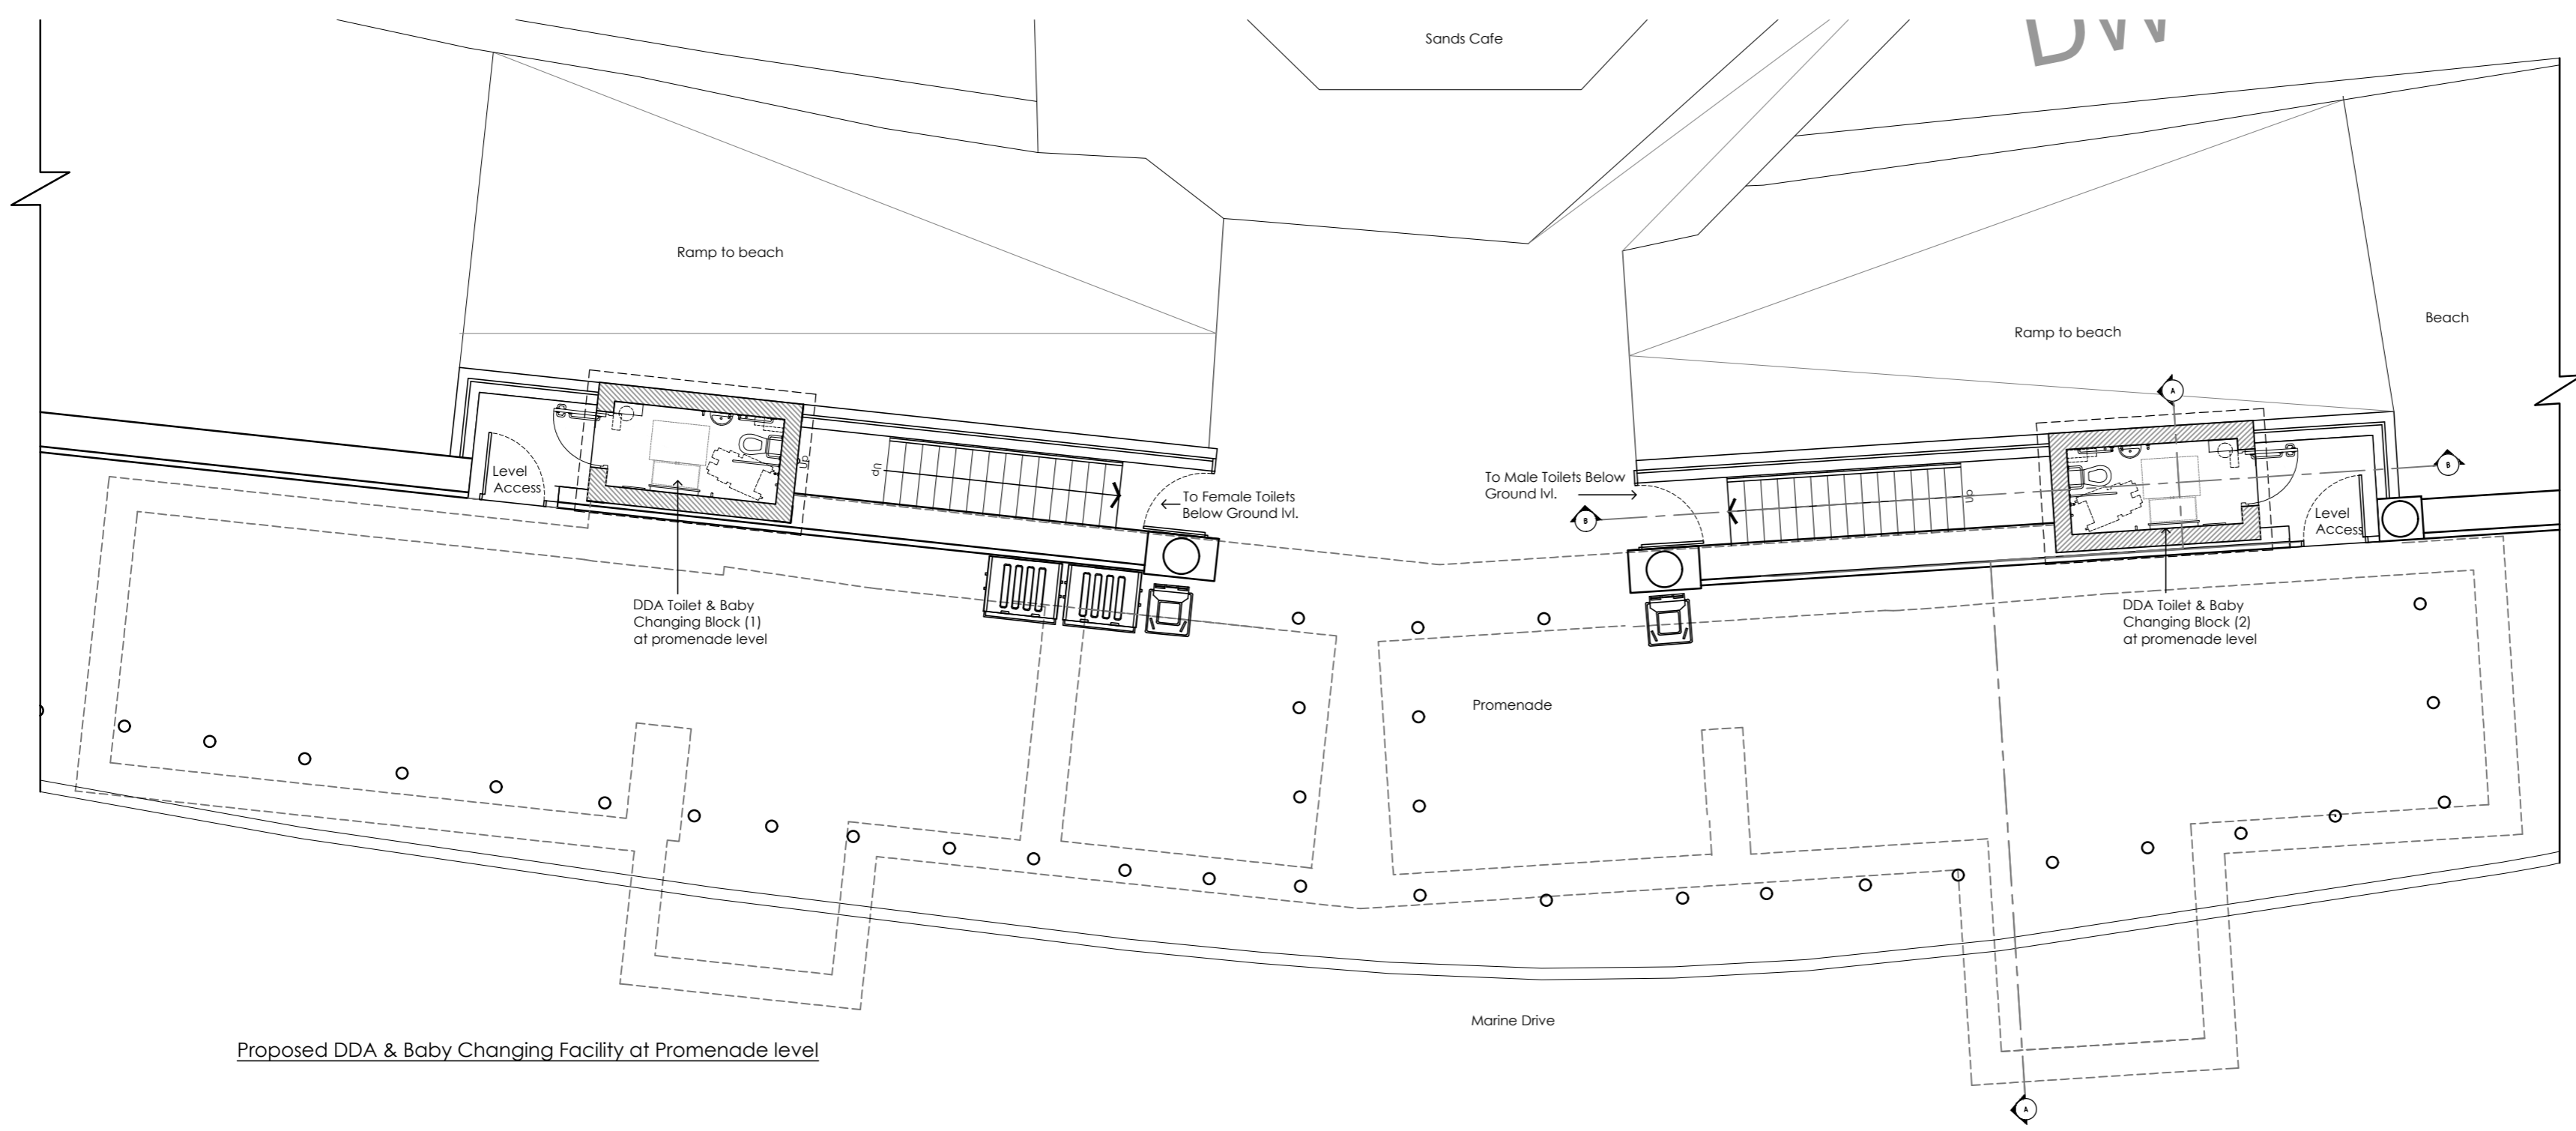 Sands Cafe
DW
Ramp to beach
Ramp to beach
Beach
A
Level
Access
up
up
To Female Toilets
Below Ground lvl.
To Male Toilets Below
Ground lvl.
B
up
B
Level
Access
DDA Toilet & Baby
Changing Block (1)
at promenade level
DDA Toilet & Baby
Changing Block (2)
at promenade level
Promenade
Marine Drive
Proposed DDA & Baby Changing Facility at Promenade level
A